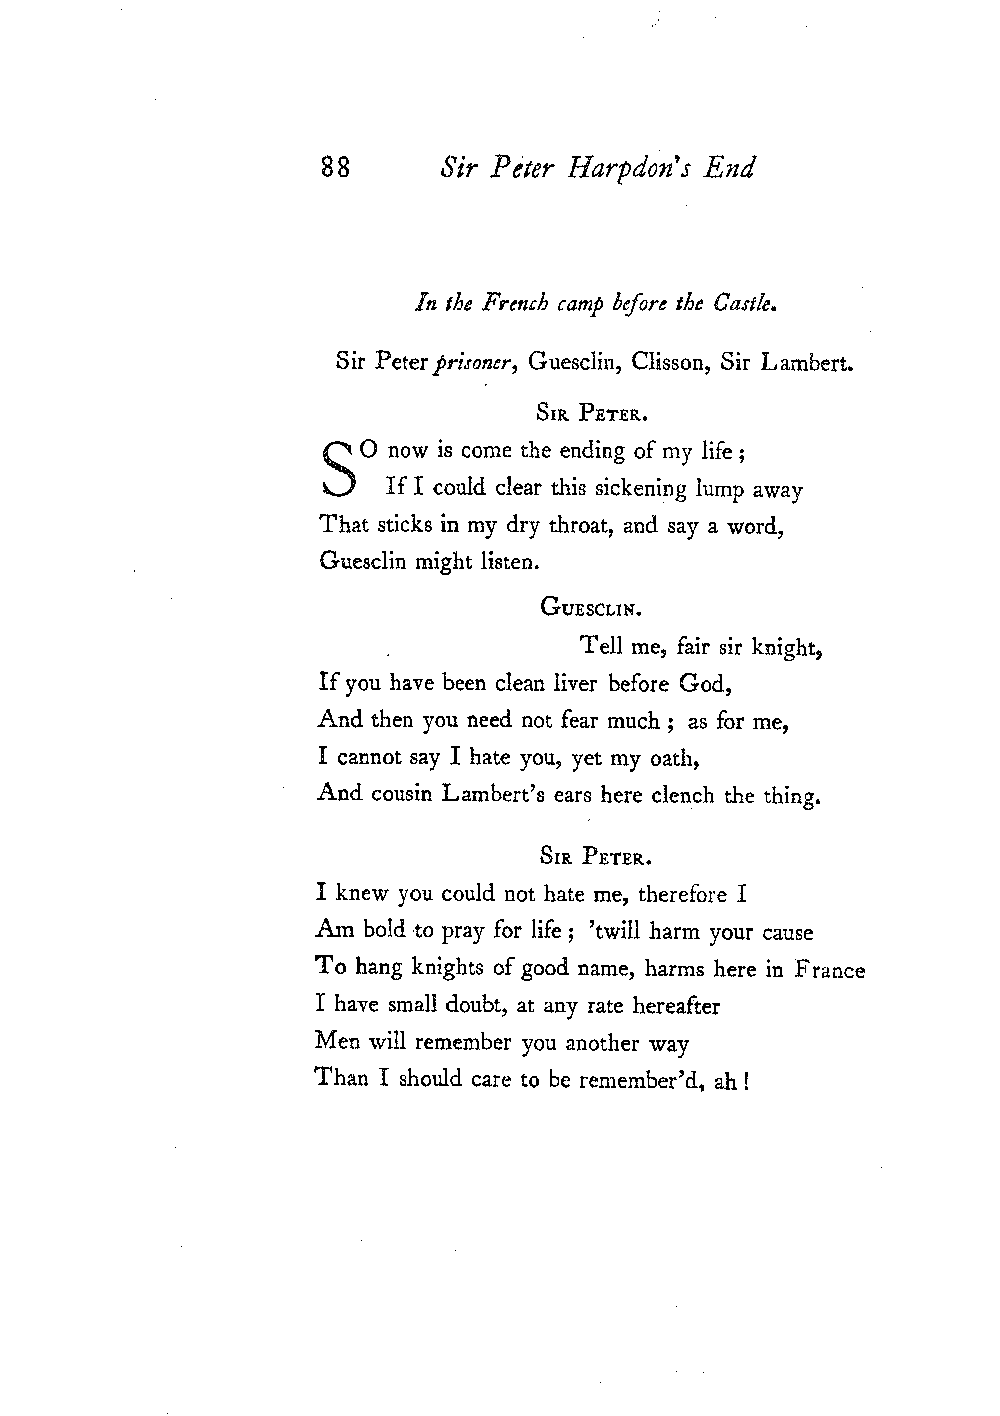 88 Sir Peter Harpdon's End
In the French camp before the Castle.
Sir Peter prisoner, Guesclin, Clisson, Sir Lambert.
Sir Peter.
SO now is come the ending of my life ;
If I could clear this sickening lump away
That sticks in my dry throat, and say a word,
Guesclin might listen.
Guesclin.
Tell me, fair sir knight,
If you have been clean liver before God,
And then you need not fear much ; as for me,
I cannot say I hate you, yet my oath,
And cousin Lambert's ears here clench the thing.
Sir Peter.
I knew you could not hate me, therefore I
Am bold to pray for life ; 'twill harm your cause
To hang knights of good name, harms here in France
I have small doubt, at any rate hereafter
Men will remember you another way
Than I should care to be remember'd, ah !